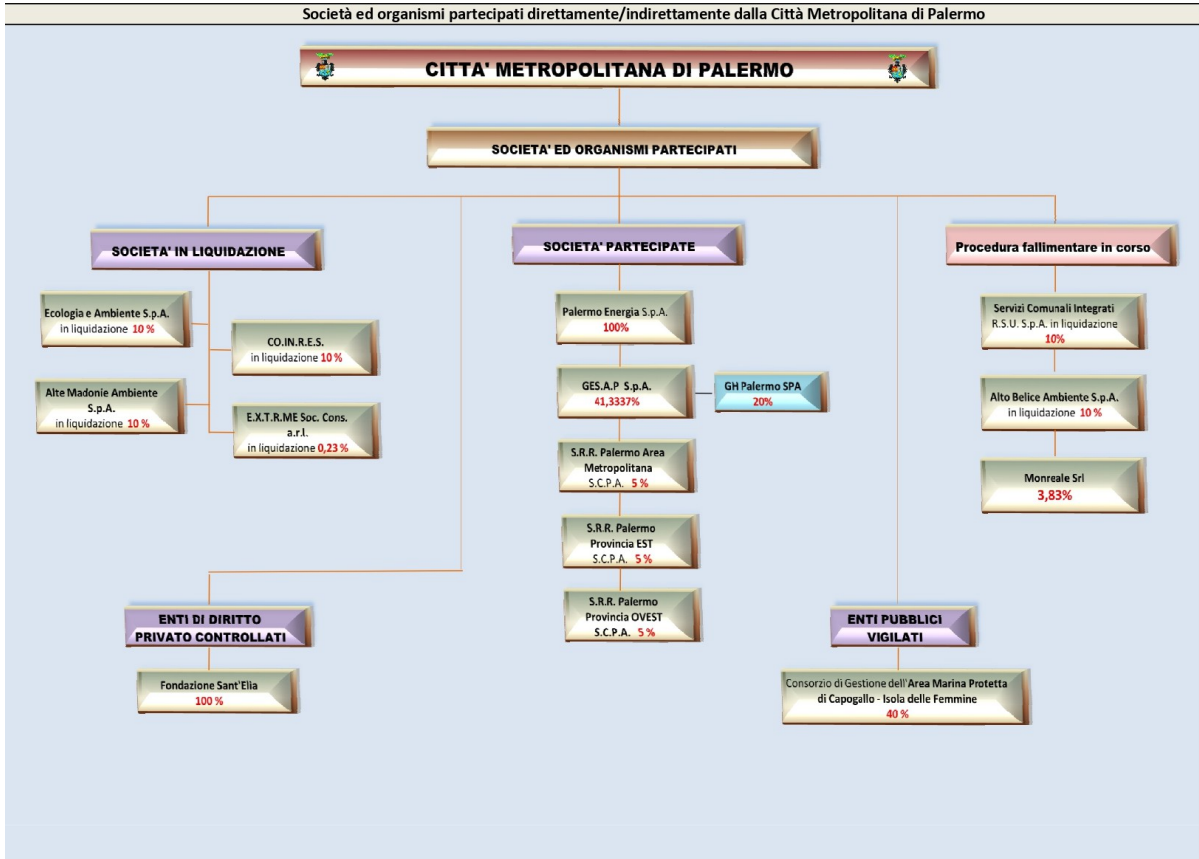 Società ed organismi partecipati direttamente/indirettamente dalla Città Metropolitana di Palermo
CITTA' METROPOLITANA DI PALERMO
SOCIETA' ED ORGANISMI PARTECIPATI
SOCIETA' IN LIQUIDAZIONE
Ecologia e Ambiente S.p.A.
in liquidazione 10 %
CO.IN.R.E.S.
in liquidazione 10 %
Alte Madonie Ambiente
S.p.A.
in liquidazione 10 %
E.X.T.R.ME Soc. Cons.
a.r.l.
in liquidazione 0,23 %
SOCIETA' PARTECIPATE
Palermo Energia S.p.A.
100%
GES.A.P S.p.A.
41,3337%
GH Palermo SPA
20%
S.R.R. Palermo Area
Metropolitana
S.C.P.A. 5 %
S.R.R. Palermo
Provincia EST
S.C.P.A. 5 %
S.R.R. Palermo
Provincia OVEST
S.C.P.A. 5 %
Procedura fallimentare in corso
Servizi Comunali Integrati
R.S.U. S.p.A. in liquidazione
10%
Alto Belice Ambiente S.p.A.
in liquidazione 10 %
Monreale Srl
3,83%
ENTI DI DIRITTO
PRIVATO CONTROLLATI
Fondazione Sant'Elia
100 %
ENTI PUBBLICI
VIGILATI
Consorzio di Gestione dell'Area Marina Protetta
di Capogallo - Isola delle Femmine
40 %